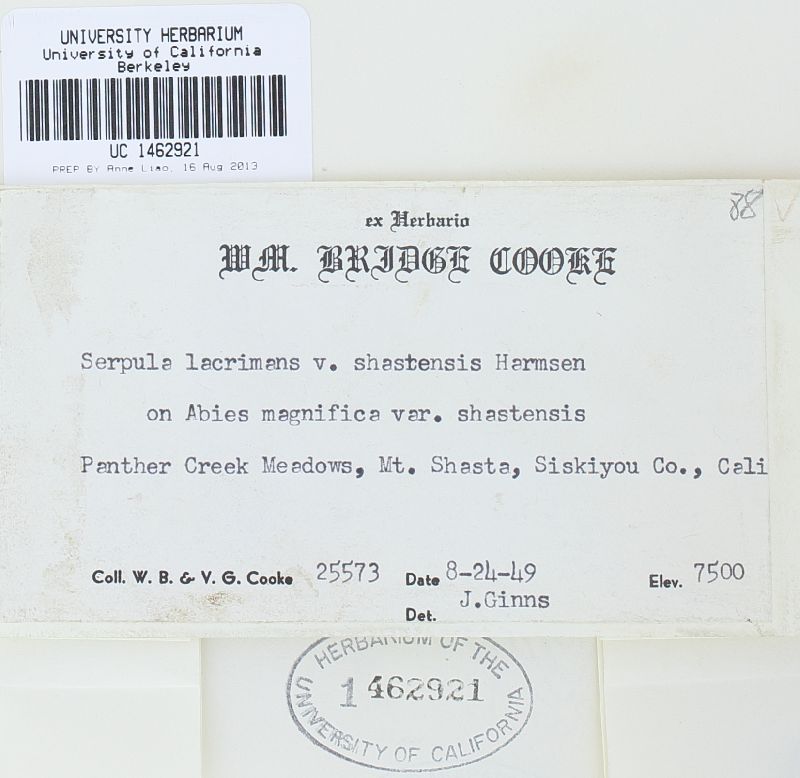 UNIVERSITY HERBARIUM
University of California
Berkeley
UC 1462921
PREP BY Anne Liao, 16 Aug 2013
88
ex Herbario
WM. BRIDGE COOKE
Serpula lacrimans v. shastensis Harmsen
on Abies magnifica var. shastensis
Panther Creek Meadows, Mt. Shasta, Siskiyou Co., Cali
Coll. W. B. & V. G. Cooke 25573 Date 8-24-49 Elev. 7500
Det. J.Ginns
HERBARIUM OF THE
1462921
UNIVERSITY OF CALIFORNIA